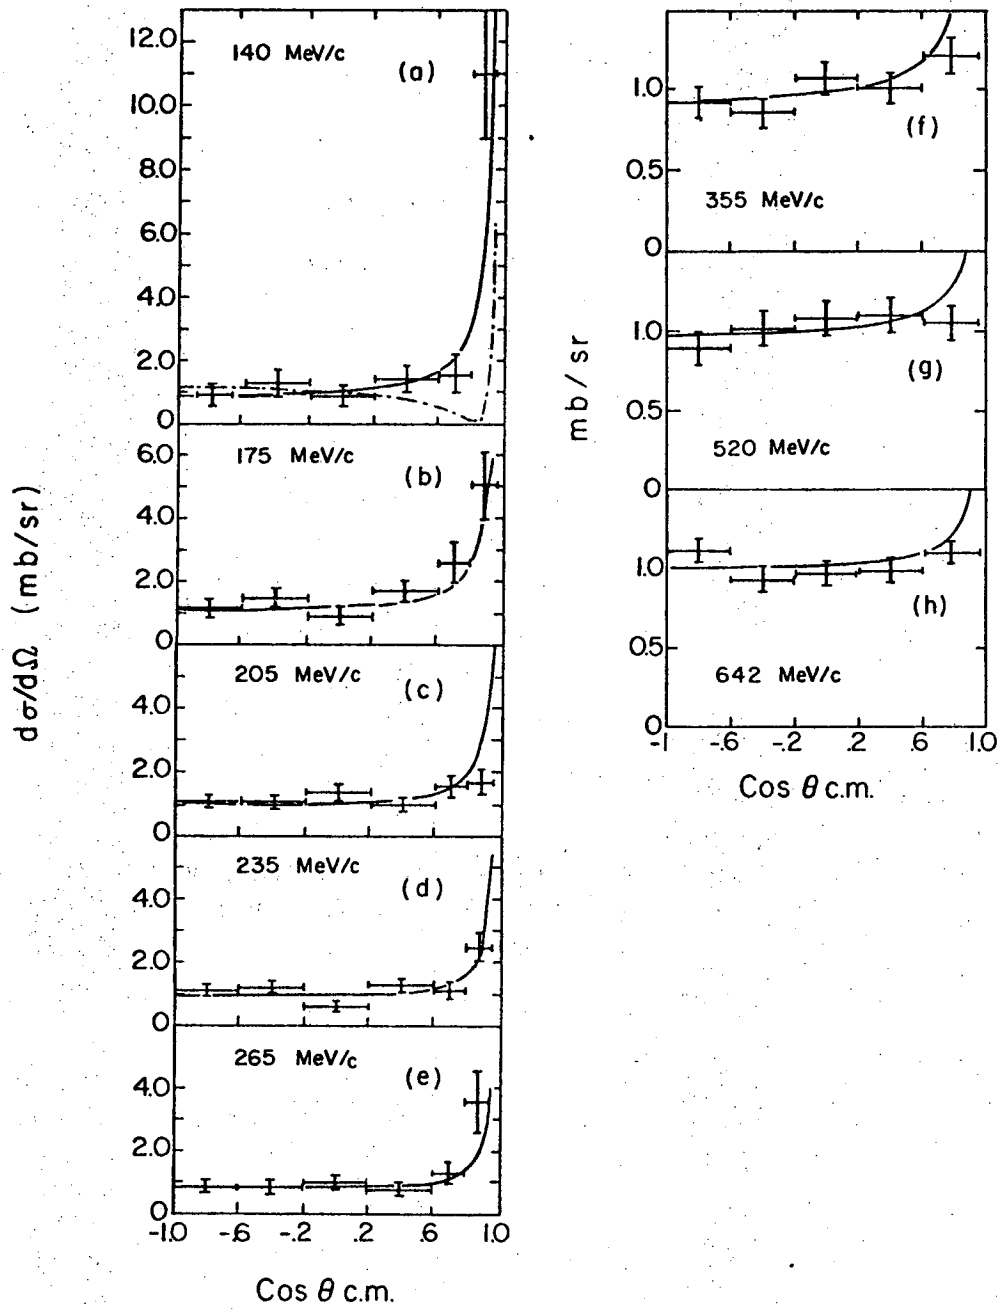 12.0
140 MeV/c
(a)
10.0
8.0
6.0
4.0
2.0
0
175 MeV/c
(b)
6.0
4.0
2.0
0
205 MeV/c
(c)
4.0
2.0
0
235 MeV/c
(d)
4.0
2.0
0
265 MeV/c
(e)
4.0
2.0
0
-1.0 -.6 -.2 .2 .6 1.0
Cos θ c.m.
dσ/dΩ (mb/sr)
1.0
(f)
0.5
355 MeV/c
0
1.0
(g)
0.5
520 MeV/c
0
1.0
(h)
0.5
642 MeV/c
0
-1 -.6 -.2 .2 .6 1.0
Cos θ c.m.
mb/sr